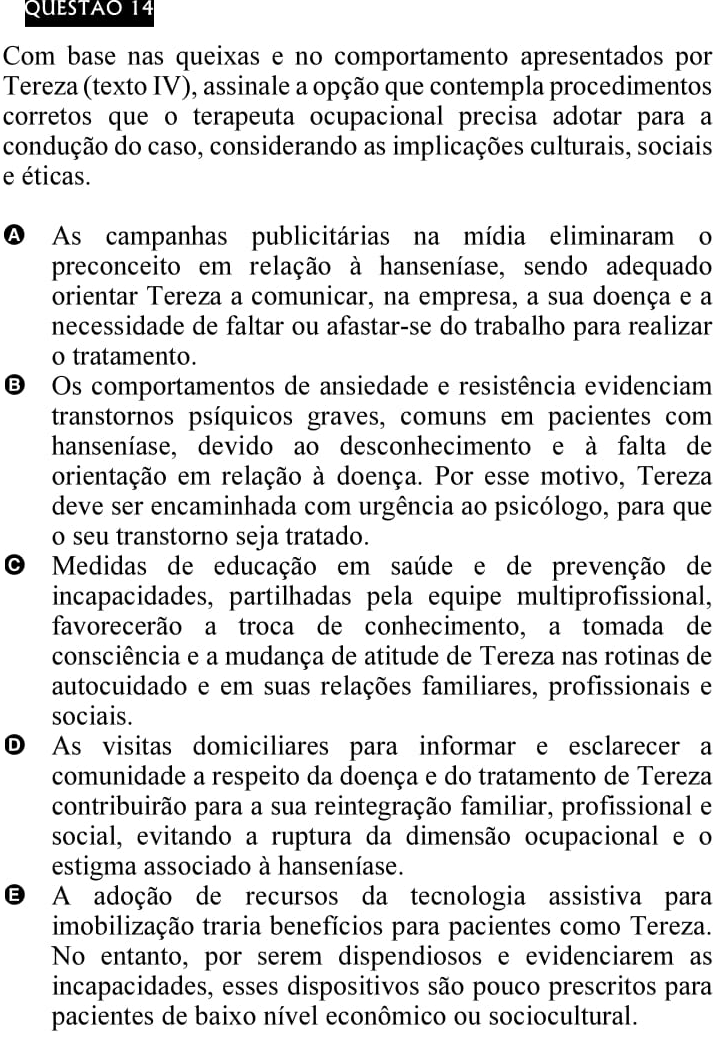 QUESTÃO 14
Com base nas queixas e no comportamento apresentados por
Tereza (texto IV), assinale a opção que contempla procedimentos
corretos que o terapeuta ocupacional precisa adotar para a
condução do caso, considerando as implicações culturais, sociais
e éticas.
A As campanhas publicitárias na mídia eliminaram o
preconceito em relação à hanseníase, sendo adequado
orientar Tereza a comunicar, na empresa, a sua doença e a
necessidade de faltar ou afastar-se do trabalho para realizar
o tratamento.
B Os comportamentos de ansiedade e resistência evidenciam
transtornos psíquicos graves, comuns em pacientes com
hanseníase, devido ao desconhecimento e à falta de
orientação em relação à doença. Por esse motivo, Tereza
deve ser encaminhada com urgência ao psicólogo, para que
o seu transtorno seja tratado.
C Medidas de educação em saúde e de prevenção de
incapacidades, partilhadas pela equipe multiprofissional,
favorecerão a troca de conhecimento, a tomada de
consciência e a mudança de atitude de Tereza nas rotinas de
autocuidado e em suas relações familiares, profissionais e
sociais.
D As visitas domiciliares para informar e esclarecer a
comunidade a respeito da doença e do tratamento de Tereza
contribuirão para a sua reintegração familiar, profissional e
social, evitando a ruptura da dimensão ocupacional e o
estigma associado à hanseníase.
E A adoção de recursos da tecnologia assistiva para
imobilização traria benefícios para pacientes como Tereza.
No entanto, por serem dispendiosos e evidenciarem as
incapacidades, esses dispositivos são pouco prescritos para
pacientes de baixo nível econômico ou sociocultural.